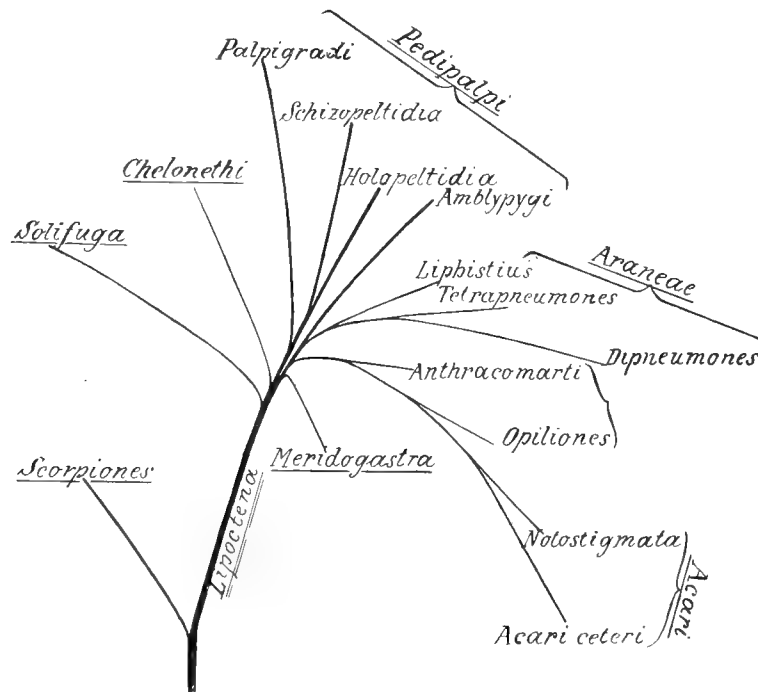 Palpigradi
Pedipalpi
Schizopeltidia
Chelonethi
Holopeltidia
Amblypygi
Solifuga
Araneae
Liphistius
Tetrapneumones
Dipneumones
Anthracomarti
Opiliones
Meridogastra
Scorpiones
Lipoctena
Notostigmata
Acari
Acari ceteri